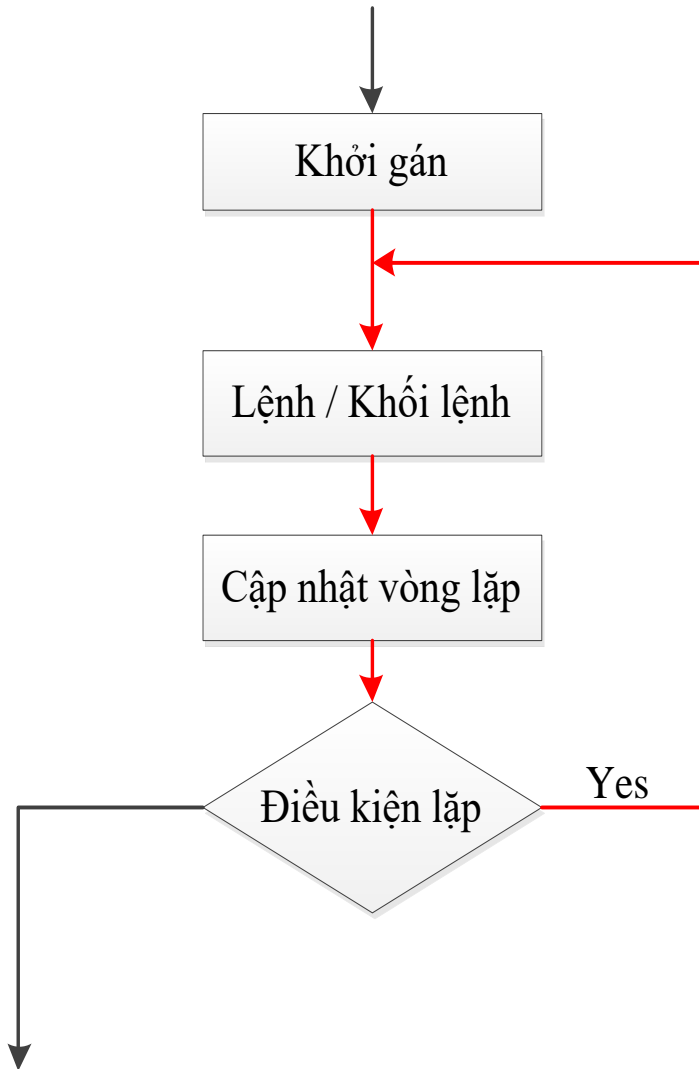 Khởi gán
Lệnh / Khối lệnh
Cập nhật vòng lặp
Điều kiện lặp
Yes